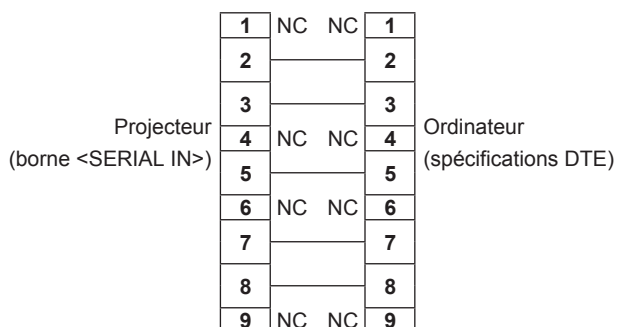 1 NC NC 1
2 2
3 3
Projecteur
(borne <SERIAL IN>)
4 NC NC 4
Ordinateur
(spécifications DTE)
5 5
6 NC NC 6
7 7
8 8
9 NC NC 9